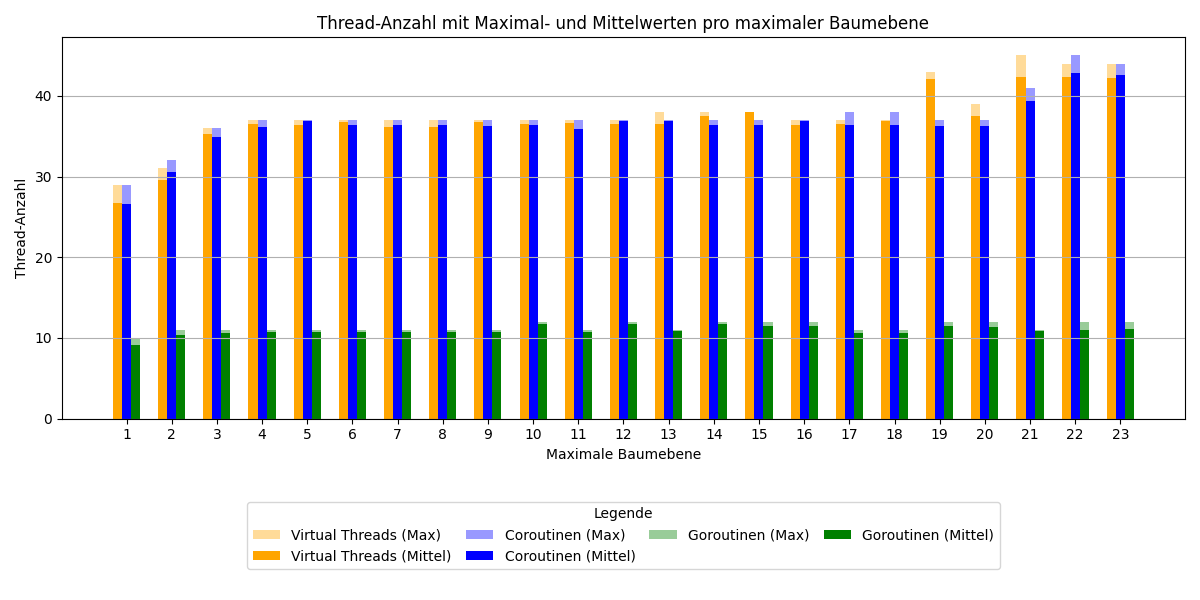 Thread-Anzahl mit Maximal- und Mittelwerten pro maximaler Baumebene
Thread-Anzahl
40
30
20
10
0
1 2 3 4 5 6 7 8 9 10 11 12 13 14 15 16 17 18 19 20 21 22 23
Maximale Baumebene
Legende
Virtual Threads (Max) Coroutinen (Max) Goroutinen (Max) Goroutinen (Mittel)
Virtual Threads (Mittel) Coroutinen (Mittel)